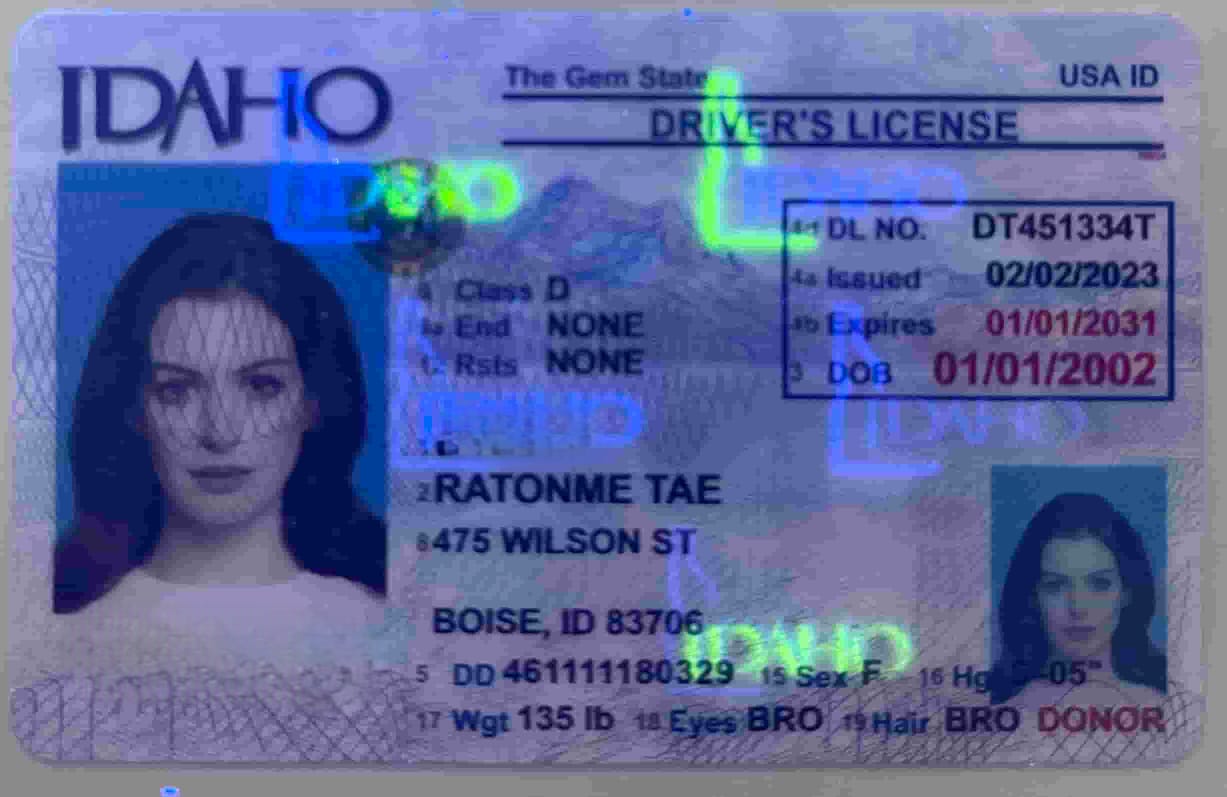 IDAHO
The Gem State USA ID
DRIVER'S LICENSE
IDAHO
IDAHO
4d DL NO. DT451334T
4a Issued 02/02/2023
4b Expires 01/01/2031
3 DOB 01/01/2002
9 Class D
9a End NONE
12 Rsts NONE
IDAHO
IDAHO
2 RATONME TAE
8 475 WILSON ST
BOISE, ID 83706
IDAHO
5 DD 461111180329 15 Sex F 16 Hgt -05"
17 Wgt 135 lb 18 Eyes BRO 19 Hair BRO DONOR